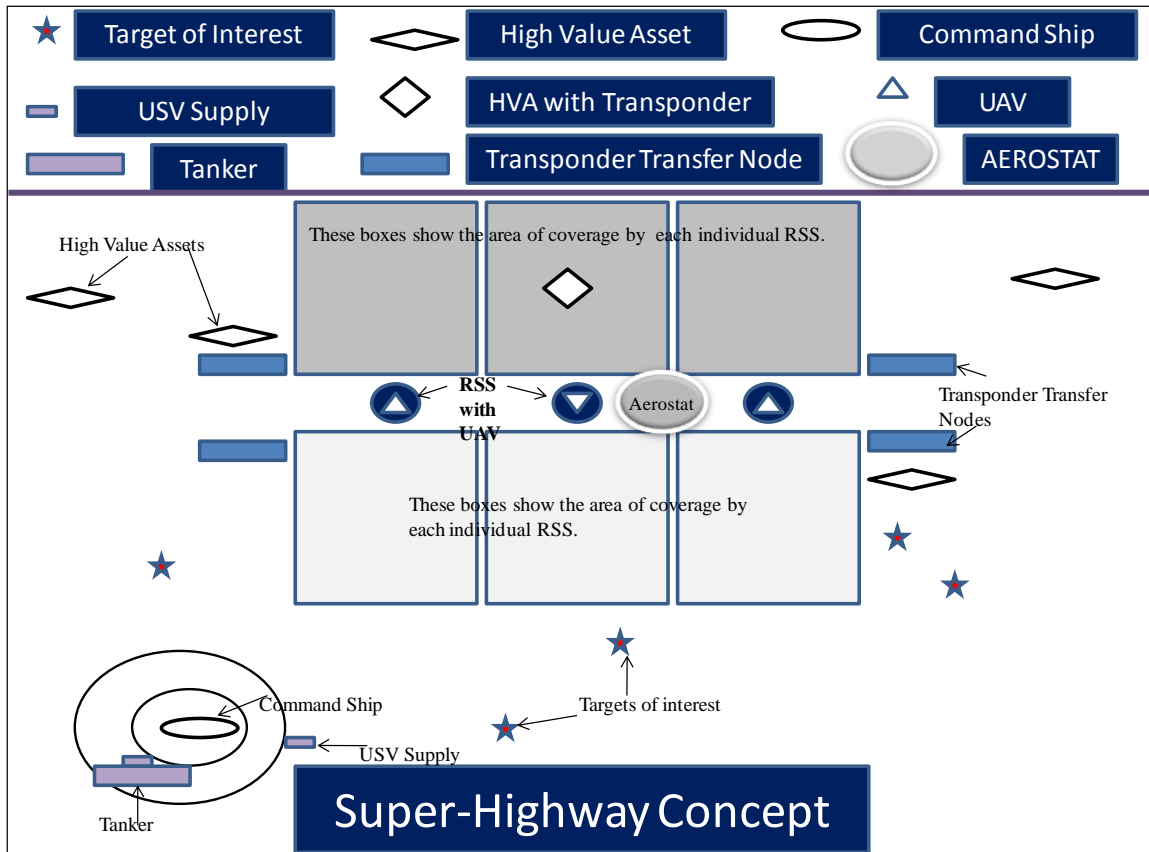 Target of Interest
High Value Asset
Command Ship
USV Supply
HVA with Transponder
UAV
Tanker
Transponder Transfer Node
AEROSTAT
These boxes show the area of coverage by each individual RSS.
High Value Assets
RSS
with
UAV
Aerostat
Transponder Transfer
Nodes
These boxes show the area of coverage by
each individual RSS.
Command Ship
Targets of interest
USV Supply
Tanker
Super-Highway Concept